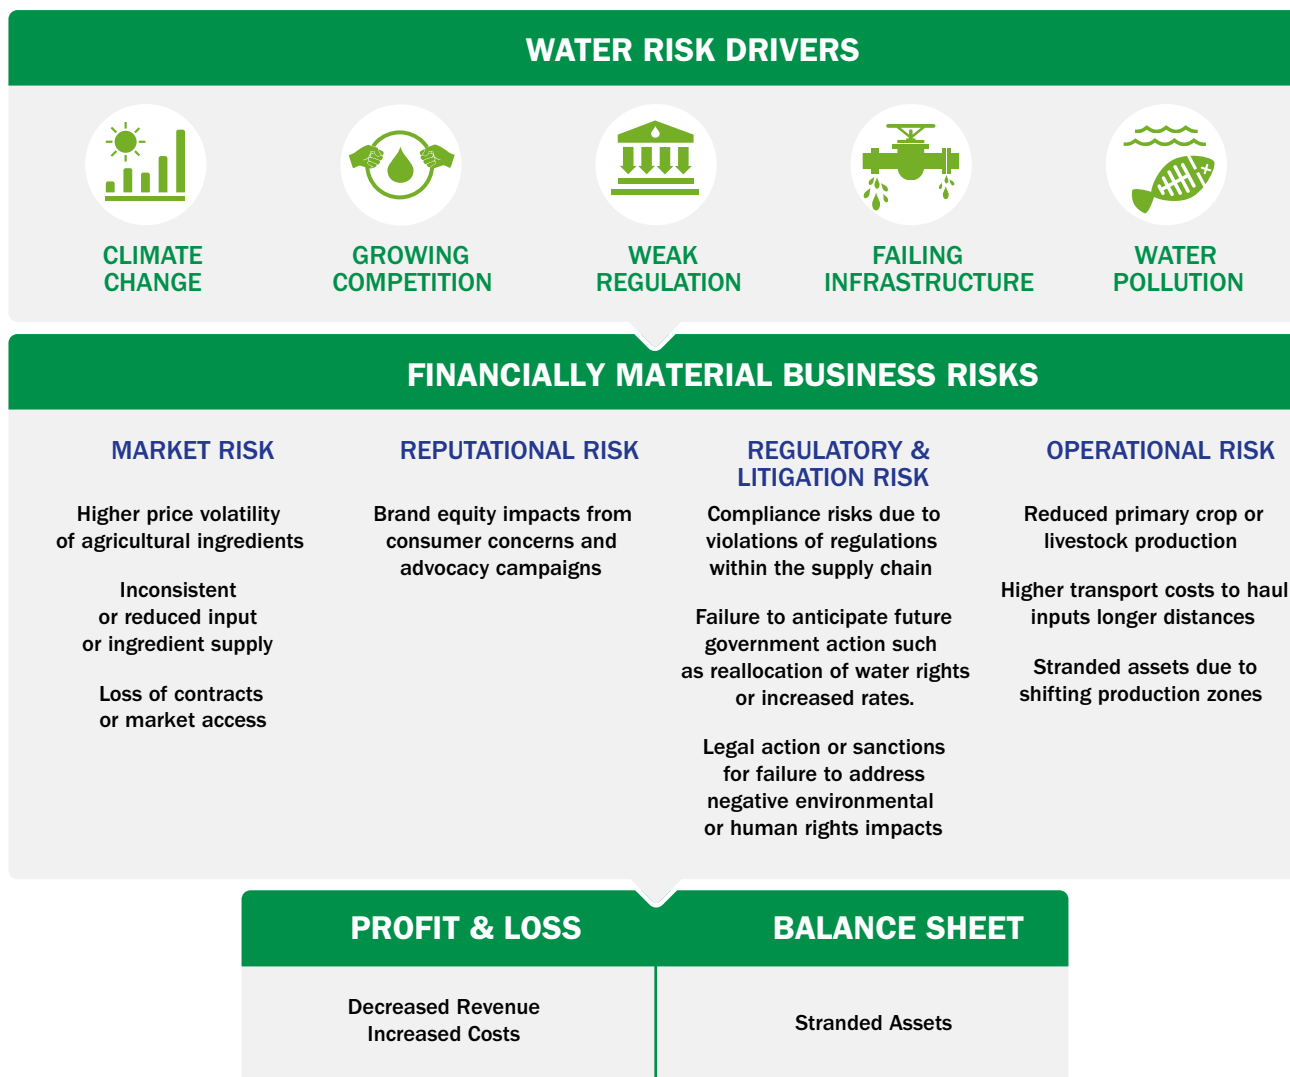 WATER RISK DRIVERS
CLIMATE
CHANGE
GROWING
COMPETITION
WEAK
REGULATION
FAILING
INFRASTRUCTURE
WATER
POLLUTION
FINANCIALLY MATERIAL BUSINESS RISKS
MARKET RISK
Higher price volatility
of agricultural ingredients
Inconsistent
or reduced input
or ingredient supply
Loss of contracts
or market access
REPUTATIONAL RISK
Brand equity impacts from
consumer concerns and
advocacy campaigns
REGULATORY &
LITIGATION RISK
Compliance risks due to
violations of regulations
within the supply chain
Failure to anticipate future
government action such
as reallocation of water rights
or increased rates.
Legal action or sanctions
for failure to address
negative environmental
or human rights impacts
OPERATIONAL RISK
Reduced primary crop or
livestock production
Higher transport costs to haul
inputs longer distances
Stranded assets due to
shifting production zones
PROFIT & LOSS
Decreased Revenue
Increased Costs
BALANCE SHEET
Stranded Assets